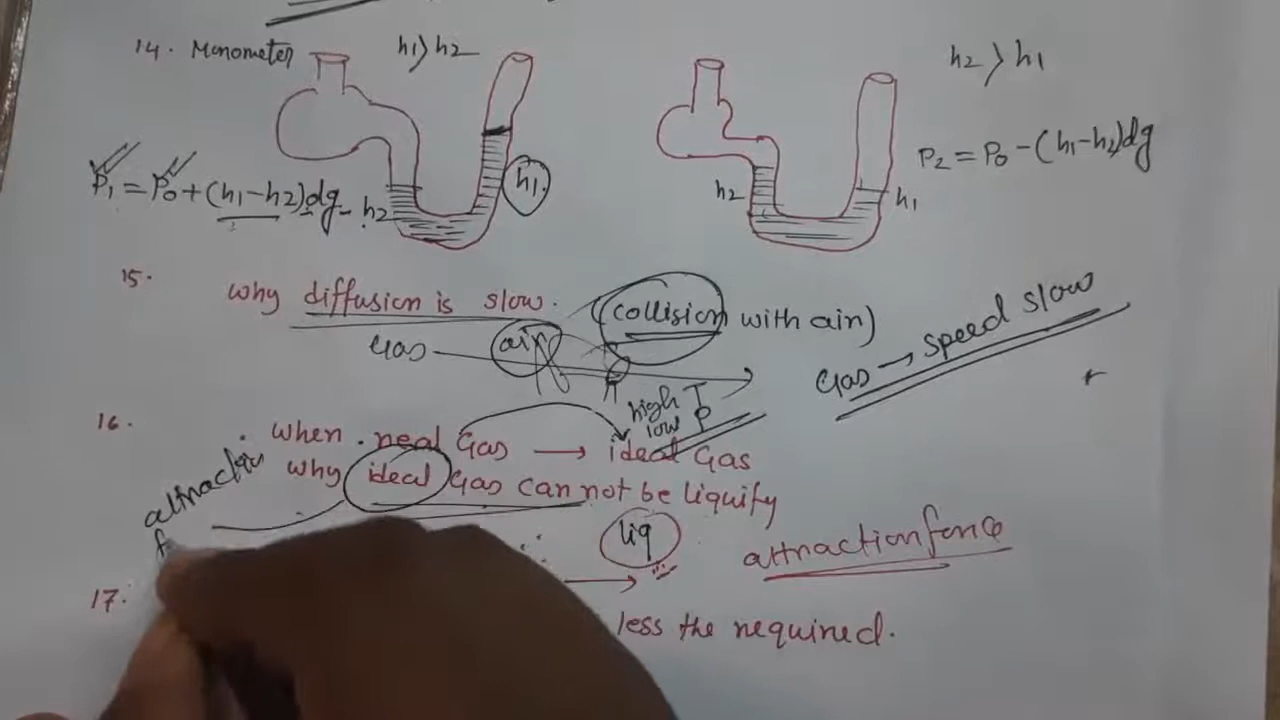 14. Manometer h1>h2
h2 > h1
P1 = P0 + (h1-h2)dg
h2
h1.
h2
h1
P2 = P0 - (h1-h2)dg
15. why diffusion is slow. (collision with air)
Gas air
Gas → speed slow
high T
low P
16. When real Gas → ideal Gas
why ideal Gas can not be liquify
attraction
f
liq
attraction force
17. less the required.